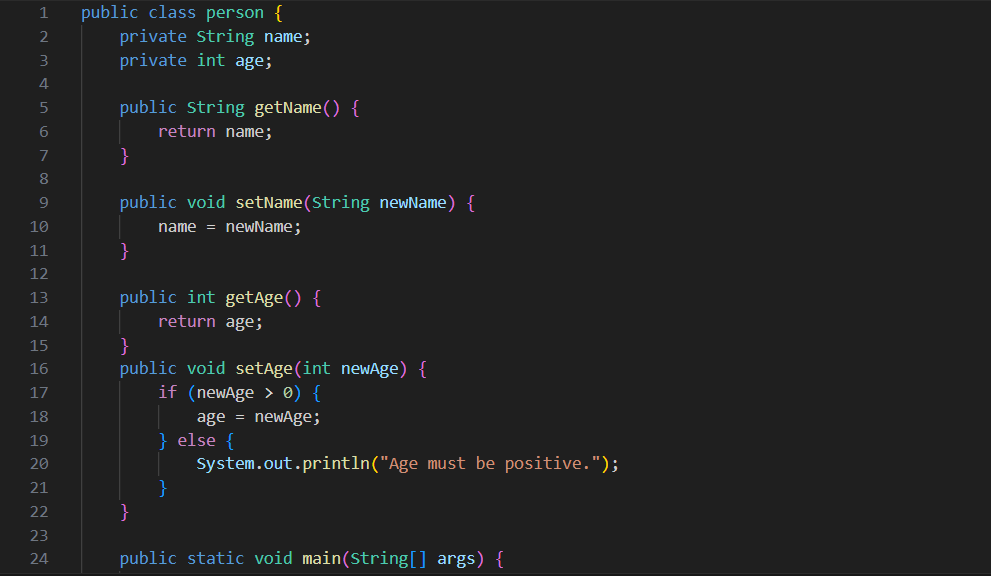 1 public class person {
2 private String name;
3 private int age;
4
5 public String getName() {
6 return name;
7 }
8
9 public void setName(String newName) {
10 name = newName;
11 }
12
13 public int getAge() {
14 return age;
15 }
16 public void setAge(int newAge) {
17 if (newAge > 0) {
18 age = newAge;
19 } else {
20 System.out.println("Age must be positive.");
21 }
22 }
23
24 public static void main(String[] args) {